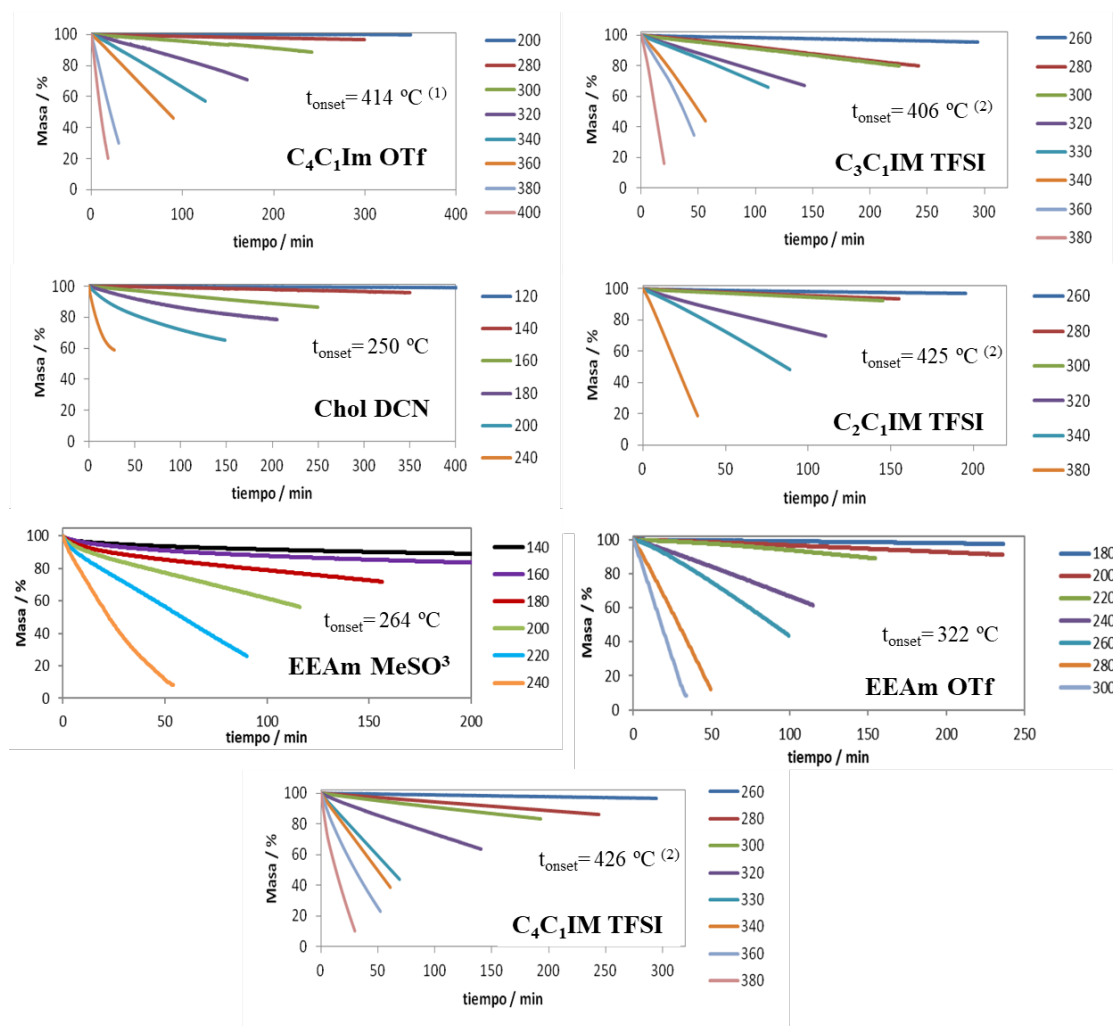 100
80
60
40
20
0
Masa / %
0 100 200 300 400
tiempo / min
t_onset= 414 ºC (1)
C₄C₁Im OTf
200
280
300
320
340
360
380
400
100
80
60
40
20
0
Masa / %
0 50 100 150 200 250 300
tiempo / min
t_onset= 406 ºC (2)
C₃C₁IM TFSI
260
280
300
320
330
340
360
380
100
80
60
40
20
0
Masa / %
0 50 100 150 200 250 300 350 400
tiempo / min
t_onset= 250 ºC
Chol DCN
120
140
160
180
200
240
100
80
60
40
20
0
Masa / %
0 50 100 150 200
tiempo / min
t_onset= 425 ºC (2)
C₂C₁IM TFSI
260
280
300
320
340
380
100
80
60
40
20
0
Masa / %
0 50 100 150 200
tiempo / min
t_onset= 264 ºC
EEAm MeSO³
140
160
180
200
220
240
100
80
60
40
20
0
Masa / %
0 50 100 150 200 250
tiempo / min
t_onset= 322 ºC
EEAm OTf
180
200
220
240
260
280
300
100
80
60
40
20
0
Masa / %
0 50 100 150 200 250 300
tiempo / min
t_onset= 426 ºC (2)
C₄C₁IM TFSI
260
280
300
320
330
340
360
380